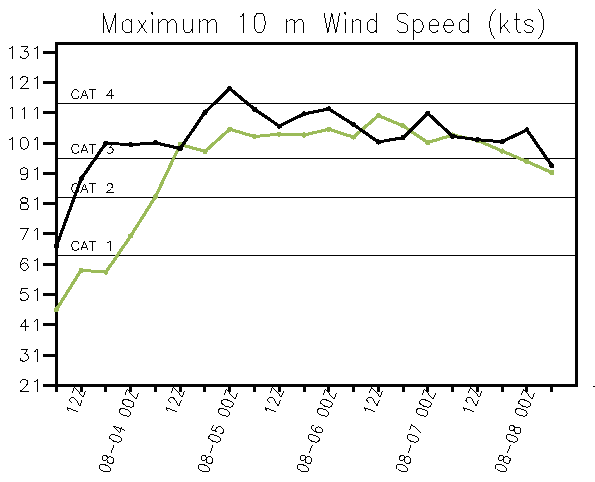 Maximum 10 m Wind Speed (kts)
131
121
111
101
91
81
71
61
51
41
31
21
CAT 4
CAT 3
CAT 2
CAT 1
12Z
08-04 00Z
12Z
08-05 00Z
12Z
08-06 00Z
12Z
08-07 00Z
12Z
08-08 00Z